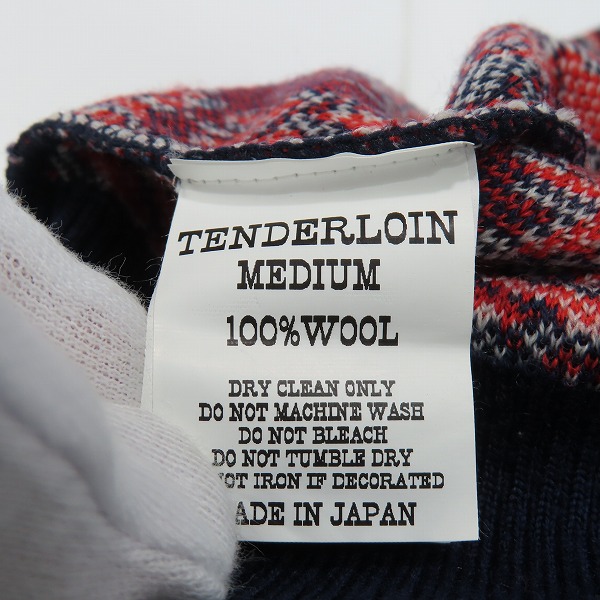 TENDERLOIN
MEDIUM
100%WOOL
DRY CLEAN ONLY
DO NOT MACHINE WASH
DO NOT BLEACH
DO NOT TUMBLE DRY
IRON IF DECORATED
IN JAPAN